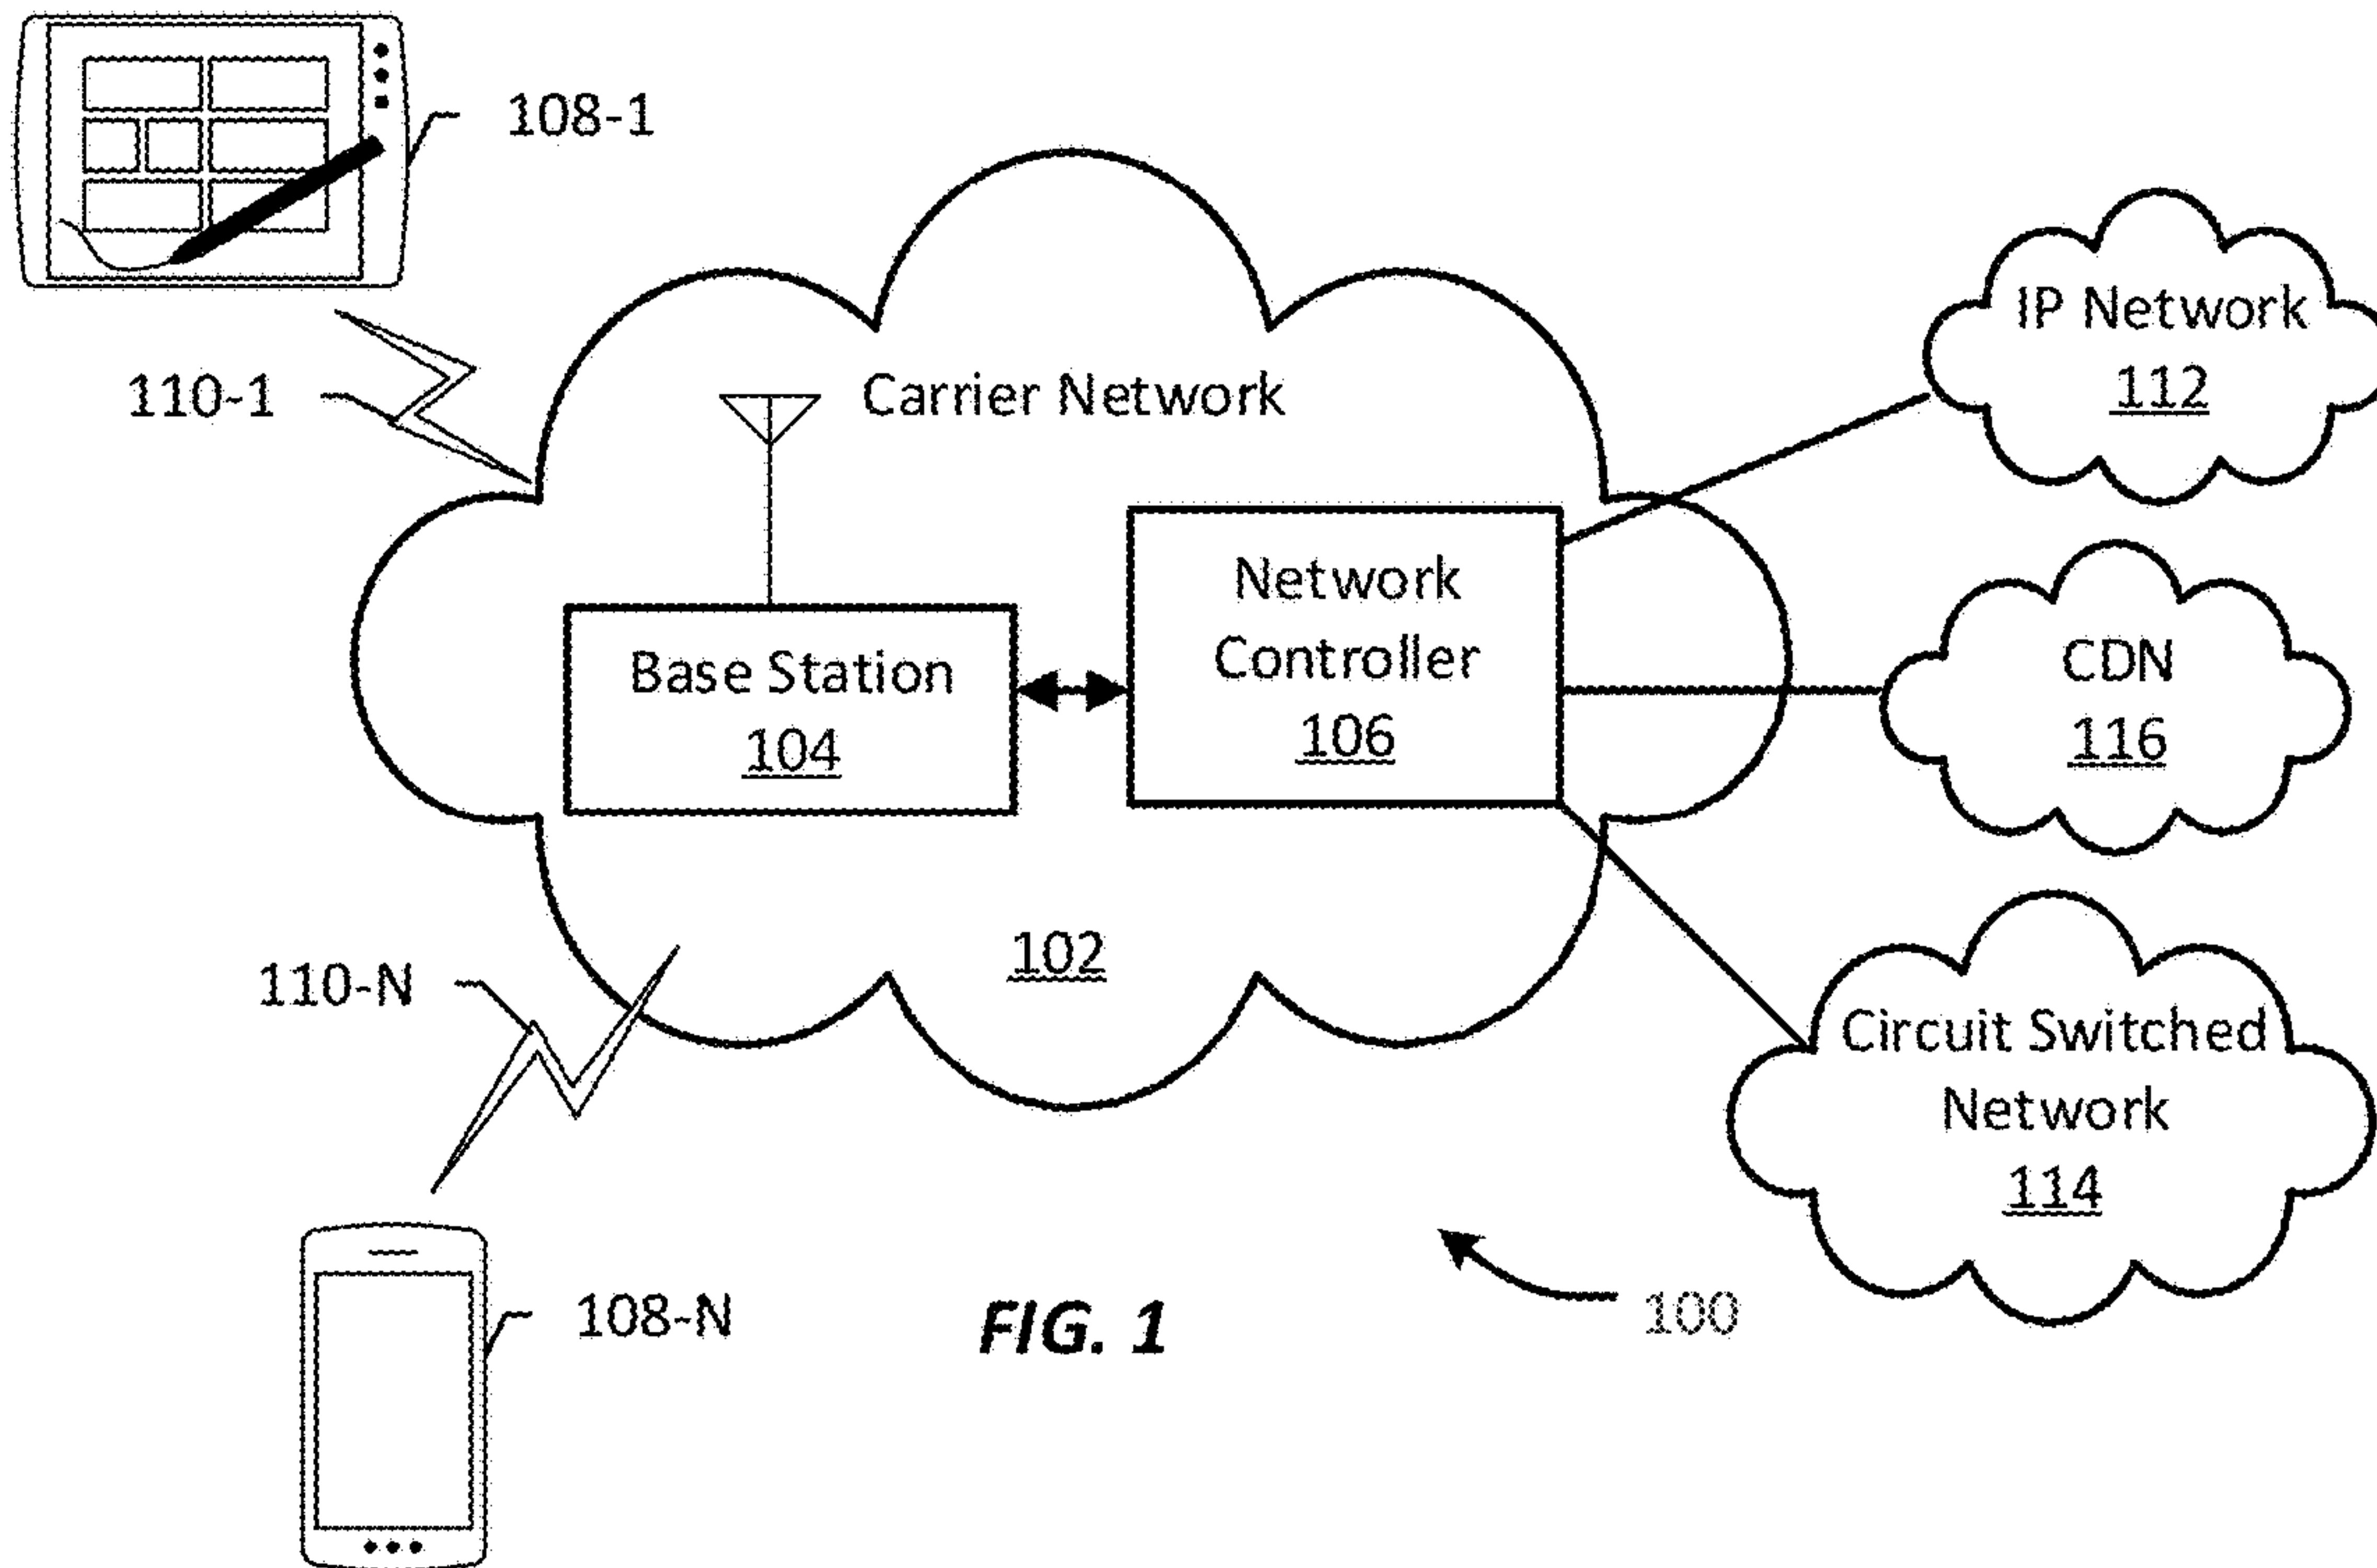 108-1
110-1
Carrier Network
IP Network
112
Network
Controller
106
Base Station
104
CDN
116
102
110-N
Circuit Switched
Network
114
108-N
FIG. 1
100